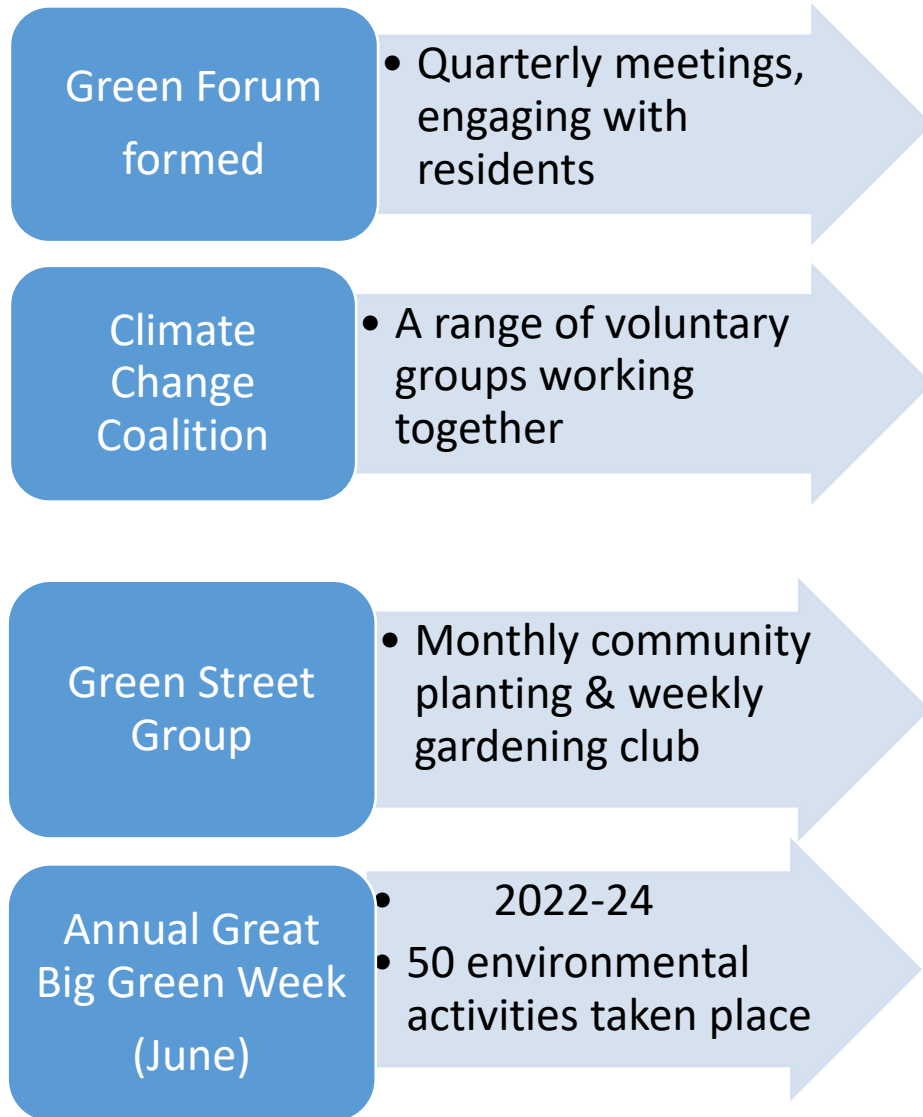 Green Forum
formed
• Quarterly meetings,
engaging with
residents
Climate
Change
Coalition
• A range of voluntary
groups working
together
Green Street
Group
• Monthly community
planting & weekly
gardening club
Annual Great
Big Green Week
(June)
• 2022-24
• 50 environmental
activities taken place